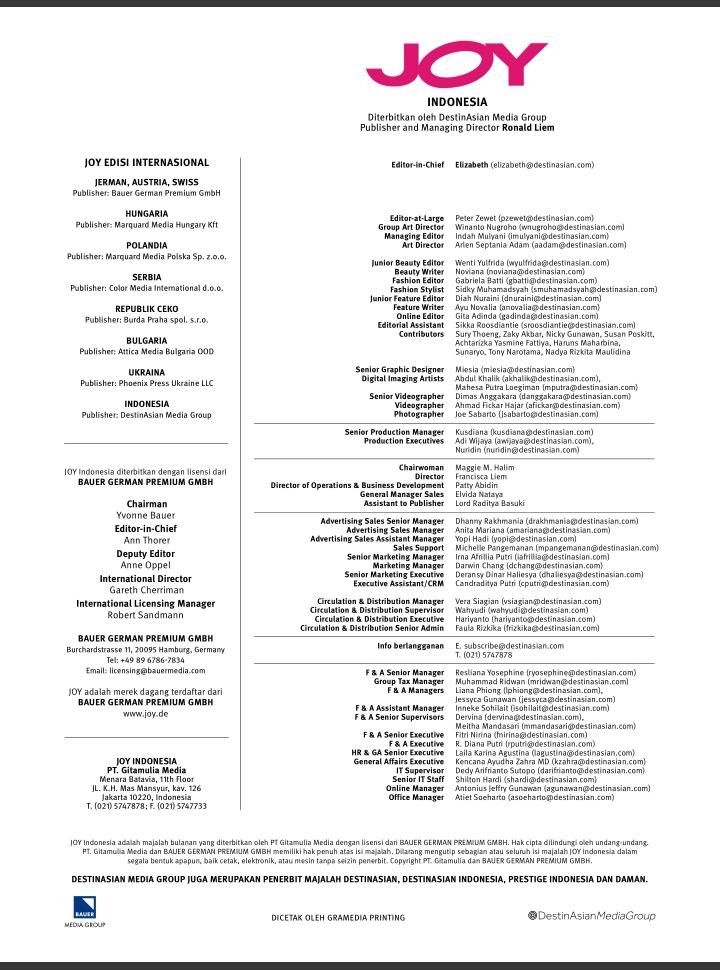 JOY
INDONESIA
Diterbitkan oleh DestinAsian Media Group
Publisher and Managing Director Ronald Liem
JOY EDISI INTERNASIONAL
JERMAN, AUSTRIA, SWISS
Publisher: Bauer German Premium GmbH
HUNGARIA
Publisher: Marquard Media Hungary Kft
POLANDIA
Publisher: Marquard Media Polska Sp. z.o.o.
SERBIA
Publisher: Color Media International d.o.o.
REPUBLIK CEKO
Publisher: Burda Praha spol. s.r.o.
BULGARIA
Publisher: Attica Media Bulgaria OOD
UKRAINA
Publisher: Phoenix Press Ukraine LLC
INDONESIA
Publisher: DestinAsian Media Group
JOY Indonesia diterbitkan dengan lisensi dari
BAUER GERMAN PREMIUM GMBH
Chairman
Yvonne Bauer
Editor-in-Chief
Ann Thorer
Deputy Editor
Anne Oppel
International Director
Gareth Cherriman
International Licensing Manager
Robert Sandmann
BAUER GERMAN PREMIUM GMBH
Burchardstrasse 11, 20095 Hamburg, Germany
Tel: +49 89 6786-7834
Email: licensing@bauermedia.com
JOY adalah merek dagang terdaftar dari
BAUER GERMAN PREMIUM GMBH
www.joy.de
JOY INDONESIA
PT. Gitamulia Media
Menara Batavia, 11th Floor
JL. K.H. Mas Mansyur, kav. 126
Jakarta 10220, Indonesia
T. (021) 5747878; F. (021) 5747733
Editor-in-Chief Elizabeth (elizabeth@destinasian.com)
Editor-at-Large Peter Zewet (pzewet@destinasian.com)
Group Art Director Winanto Nugroho (wnugroho@destinasian.com)
Managing Editor Indah Mulyani (imulyani@destinasian.com)
Art Director Arlen Septania Adam (aadam@destinasian.com)
Junior Beauty Editor Wenti Yulfrida (wyulfrida@destinasian.com)
Beauty Writer Noviana (noviana@destinasian.com)
Fashion Editor Gabriela Batti (gbatti@destinasian.com)
Fashion Stylist Sidky Muhamadsyah (smuhamadsyah@destinasian.com)
Junior Feature Editor Diah Nuraini (dnuraini@destinasian.com)
Feature Writer Ayu Novalia (anovalia@destinasian.com)
Online Editor Gita Adinda (gadinda@destinasian.com)
Editorial Assistant Sikka Roosdiantie (sroosdiantie@destinasian.com)
Contributors Sury Thoeng, Zaky Akbar, Nicky Gunawan, Susan Poskitt,
Achtarizka Yasmine Fattiya, Haruns Maharbina,
Sunaryo, Tony Narotama, Nadya Rizkita Maulidina
Senior Graphic Designer Miesia (miesia@destinasian.com)
Digital Imaging Artists Abdul Khalik (akhalik@destinasian.com),
Mahesa Putra Loegiman (mputra@destinasian.com)
Senior Videographer Dimas Anggakara (danggakara@destinasian.com)
Videographer Ahmad Fickar Hajar (afickar@destinasian.com)
Photographer Joe Sabarto (jsabarto@destinasian.com)
Senior Production Manager Kusdiana (kusdiana@destinasian.com)
Production Executives Adi Wijaya (awijaya@destinasian.com),
Nuridin (nuridin@destinasian.com)
Chairwoman Maggie M. Halim
Director Francisca Liem
Director of Operations & Business Development Patty Abidin
General Manager Sales Elvida Nataya
Assistant to Publisher Lord Raditya Basuki
Advertising Sales Senior Manager Dhanny Rakhmania (drakhmania@destinasian.com)
Advertising Sales Manager Anita Mariana (amariana@destinasian.com)
Advertising Sales Assistant Manager Yopi Hadi (yopi@destinasian.com)
Sales Support Michelle Pangemanan (mpangemanan@destinasian.com)
Senior Marketing Manager Irna Afrillia Putri (iafrillia@destinasian.com)
Marketing Manager Darwin Chang (dchang@destinasian.com)
Senior Marketing Executive Deransy Dinar Haliesya (dhaliesya@destinasian.com)
Executive Assistant/CRM Candraditya Putri (cputri@destinasian.com)
Circulation & Distribution Manager Vera Siagian (vsiagian@destinasian.com)
Circulation & Distribution Supervisor Wahyudi (wahyudi@destinasian.com)
Circulation & Distribution Executive Hariyanto (hariyanto@destinasian.com)
Circulation & Distribution Senior Admin Faula Rizkika (frizkika@destinasian.com)
Info berlangganan E. subscribe@destinasian.com
T. (021) 5747878
F & A Senior Manager Resliana Yosephine (ryosephine@destinasian.com)
Group Tax Manager Muhammad Ridwan (mridwan@destinasian.com)
F & A Managers Liana Phiong (lphiong@destinasian.com),
Jessyca Gunawan (jessyca@destinasian.com)
F & A Assistant Manager Inneke Sohilait (isohilait@destinasian.com)
F & A Senior Supervisors Dervina (dervina@destinasian.com),
Meitha Mandasari (mmandasari@destinasian.com)
F & A Senior Executive Fitri Nirina (fnirina@destinasian.com)
F & A Executive R. Diana Putri (rputri@destinasian.com)
HR & GA Senior Executive Laila Karina Agustina (lagustina@destinasian.com)
General Affairs Executive Kencana Ayudha Zahra MD (kzahra@destinasian.com)
IT Supervisor Dedy Arifrianto Sutopo (darifrianto@destinasian.com)
Senior IT Staff Shilton Hardi (shardi@destinasian.com)
Online Manager Antonius Jeffry Gunawan (agunawan@destinasian.com)
Office Manager Atiet Soeharto (asoeharto@destinasian.com)
JOY Indonesia adalah majalah bulanan yang diterbitkan oleh PT Gitamulia Media dengan lisensi dari BAUER GERMAN PREMIUM GMBH. Hak cipta dilindungi oleh undang-undang.
PT. Gitamulia Media dan BAUER GERMAN PREMIUM GMBH memiliki hak penuh atas isi majalah. Dilarang mengutip sebagian atau seluruh isi majalah JOY Indonesia dalam
segala bentuk apapun, baik cetak, elektronik, atau mesin tanpa seizin penerbit. Copyright PT. Gitamulia dan BAUER GERMAN PREMIUM GMBH.
DESTINASIAN MEDIA GROUP JUGA MERUPAKAN PENERBIT MAJALAH DESTINASIAN, DESTINASIAN INDONESIA, PRESTIGE INDONESIA DAN DAMAN.
BAUER
MEDIA GROUP
DICETAK OLEH GRAMEDIA PRINTING
DestinAsianMediaGroup